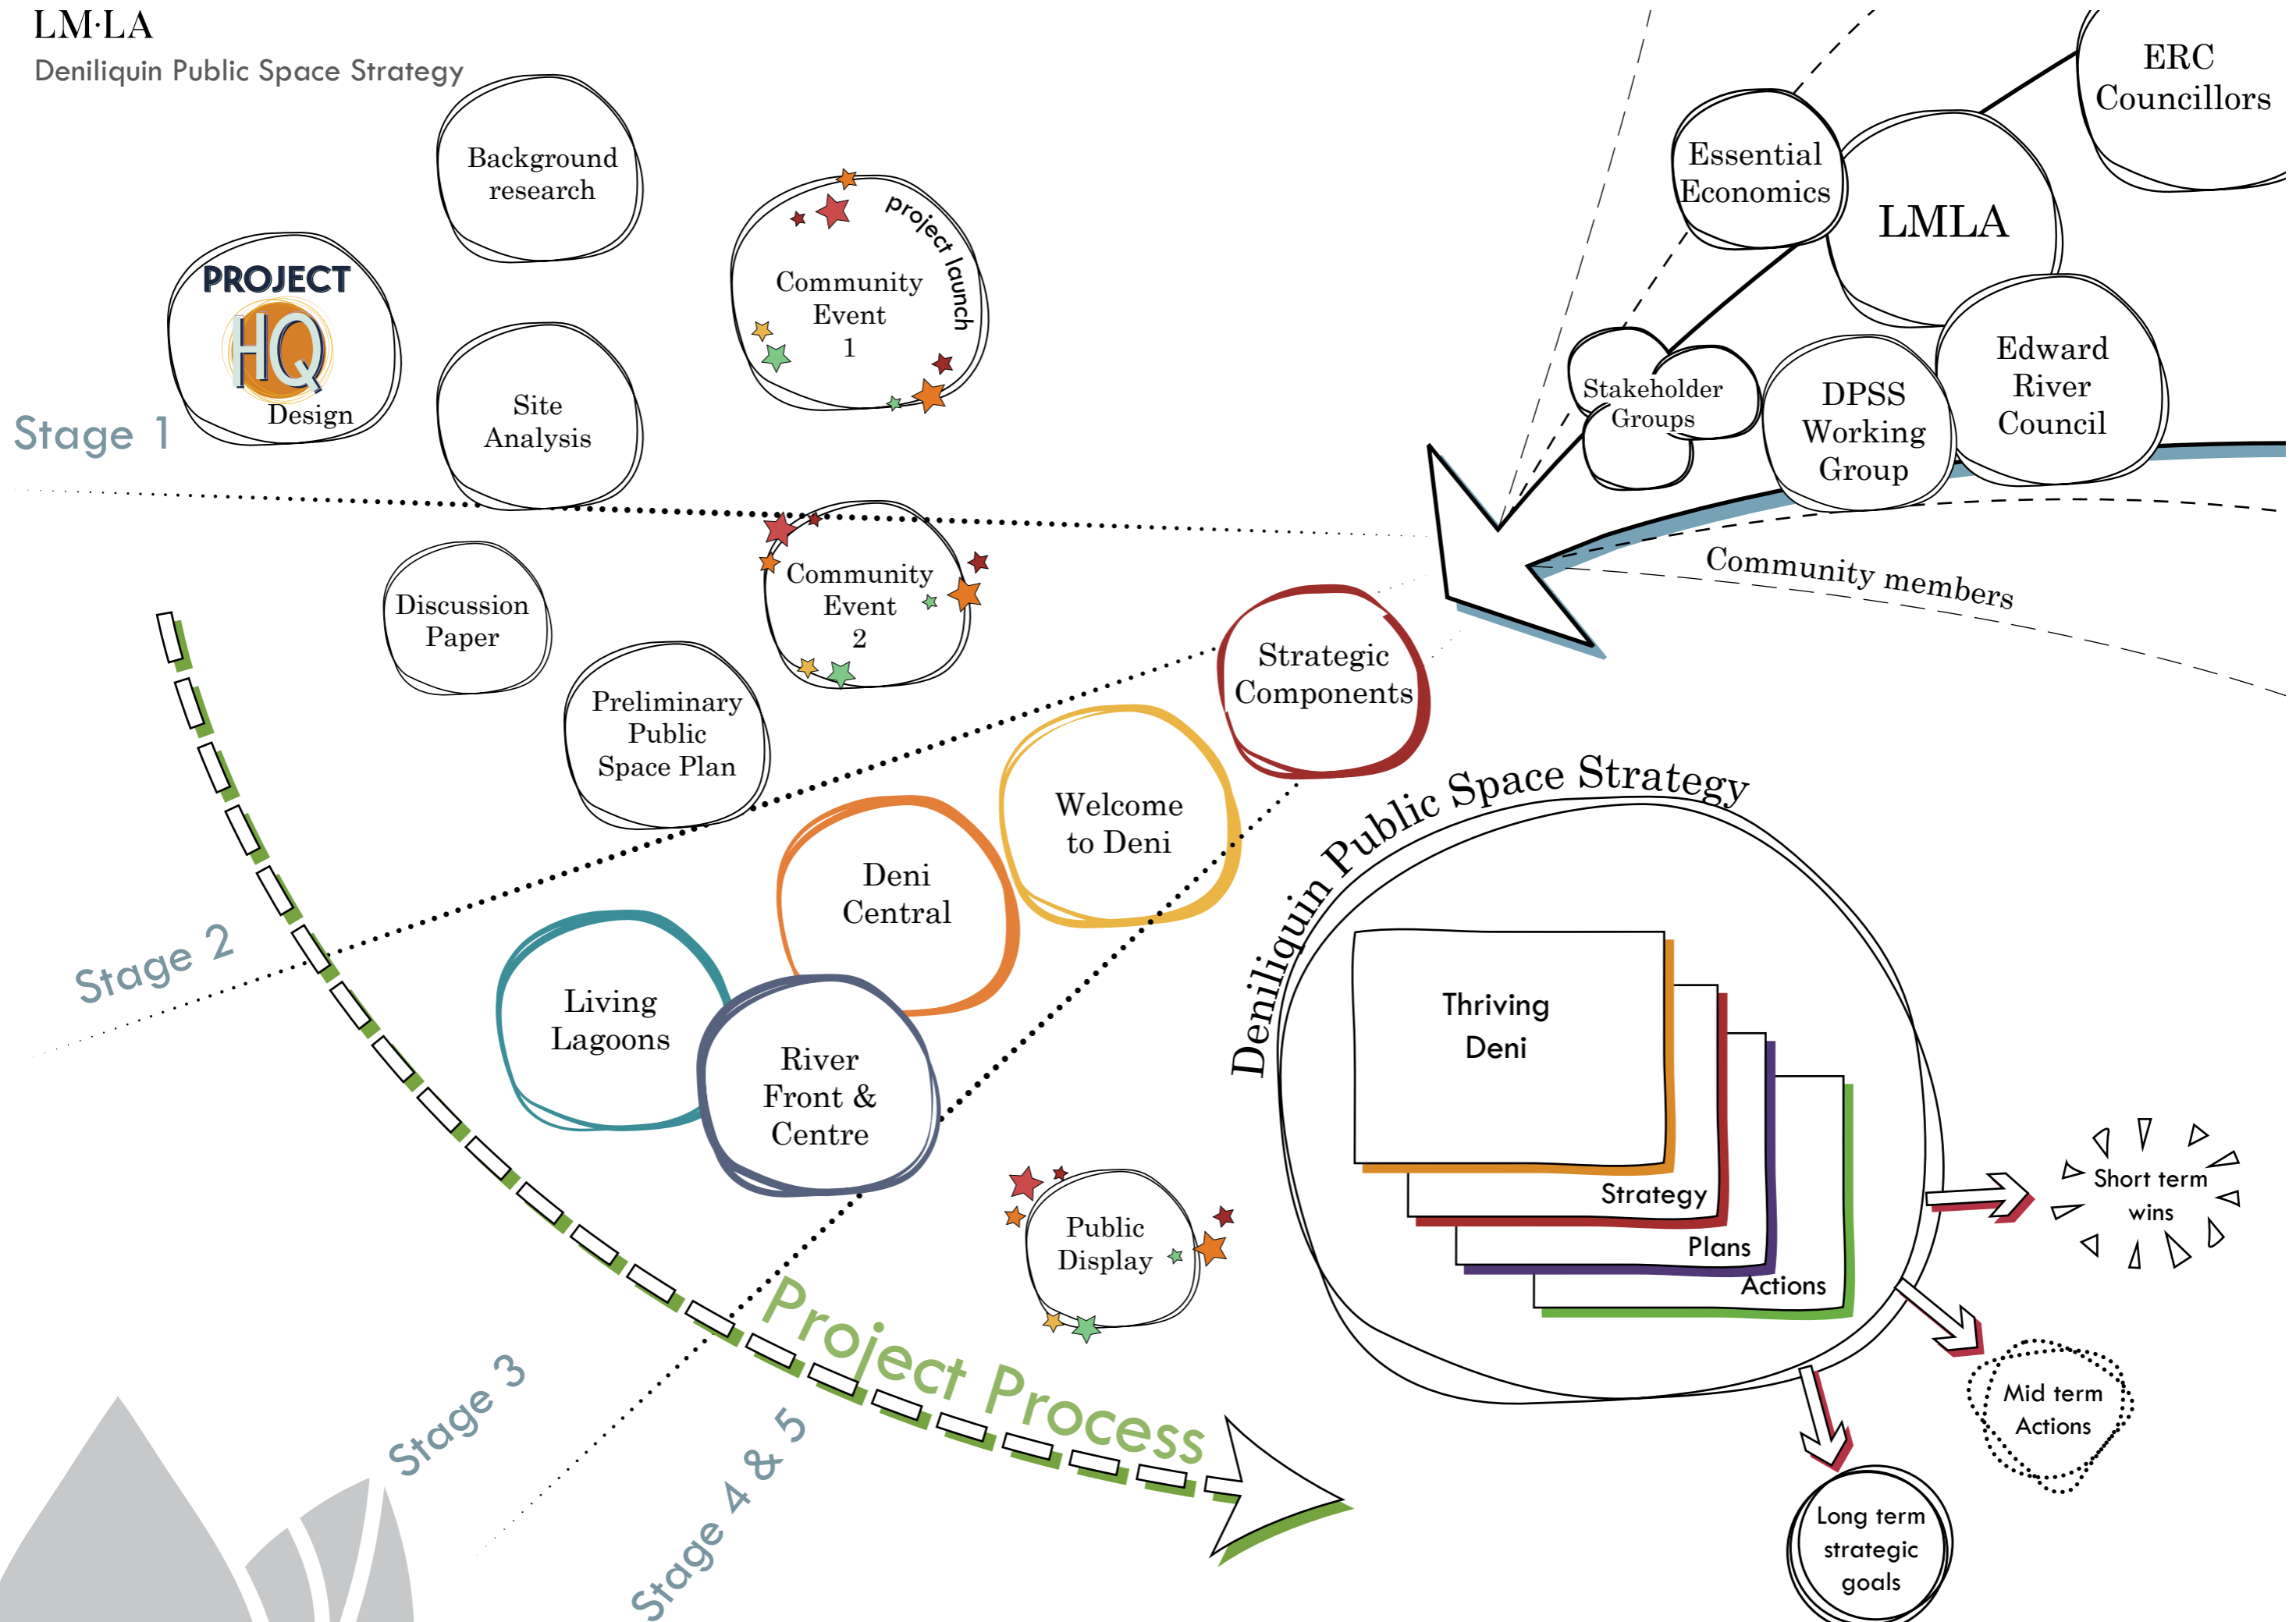 LM·LA
Deniliquin Public Space Strategy
Background
research
PROJECT
HQ
Design
Site
Analysis
project launch
Community
Event
1
Stage 1
ERC
Councillors
Essential
Economics
LMLA
Stakeholder
Groups
DPSS
Working
Group
Edward
River
Council
Community members
Discussion
Paper
Preliminary
Public
Space Plan
Community
Event
2
Stage 2
Strategic
Components
Welcome
to Deni
Deni
Central
Living
Lagoons
River
Front &
Centre
Stage 3
Public
Display
Project Process
Stage 4 & 5
Deniliquin Public Space Strategy
Thriving
Deni
Strategy
Plans
Actions
Short term
wins
Mid term
Actions
Long term
strategic
goals